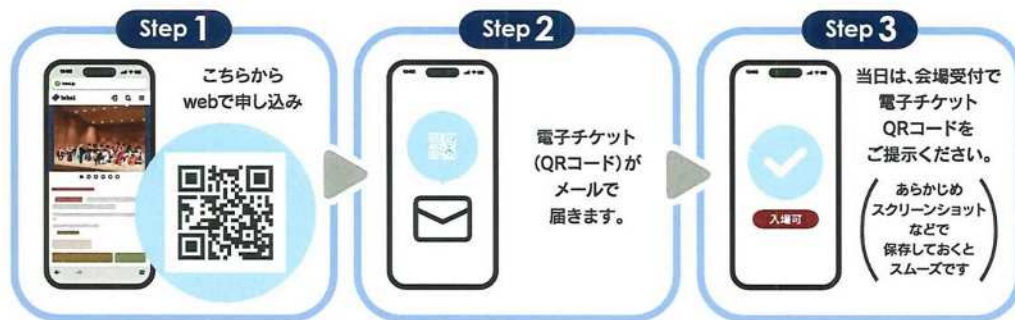 Step 1
こちらから
webで申し込み
Step 2
電子チケット
(QRコード)が
メールで
届きます。
Step 3
当日は、会場受付で
電子チケット
QRコードを
ご提示ください。
入場可
あらかじめ
スクリーンショット
などで
保存しておくと
スムーズです